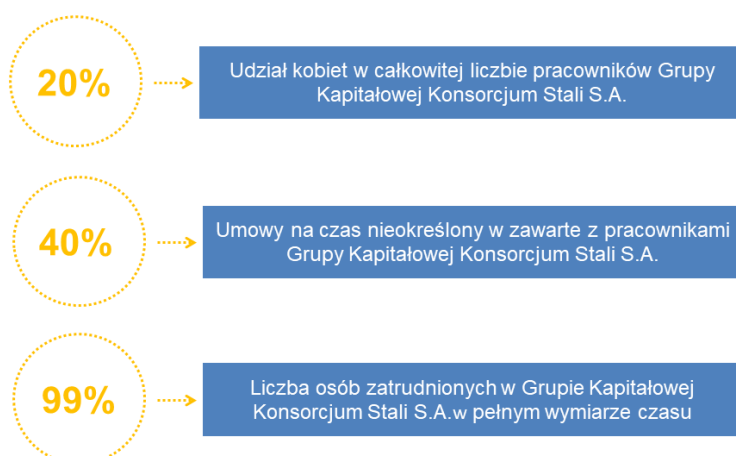 20%
Udział kobiet w całkowitej liczbie pracowników Grupy
Kapitałowej Konsorcjum Stali S.A.
40%
Umowy na czas nieokreślony w zawarte z pracownikami
Grupy Kapitałowej Konsorcjum Stali S.A.
99%
Liczba osób zatrudnionych w Grupie Kapitałowej
Konsorcjum Stali S.A.w pełnym wymiarze czasu